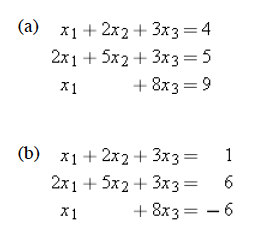 (a) x1 + 2x2 + 3x3 = 4
2x1 + 5x2 + 3x3 = 5
x1 + 8x3 = 9
(b) x1 + 2x2 + 3x3 = 1
2x1 + 5x2 + 3x3 = 6
x1 + 8x3 = − 6